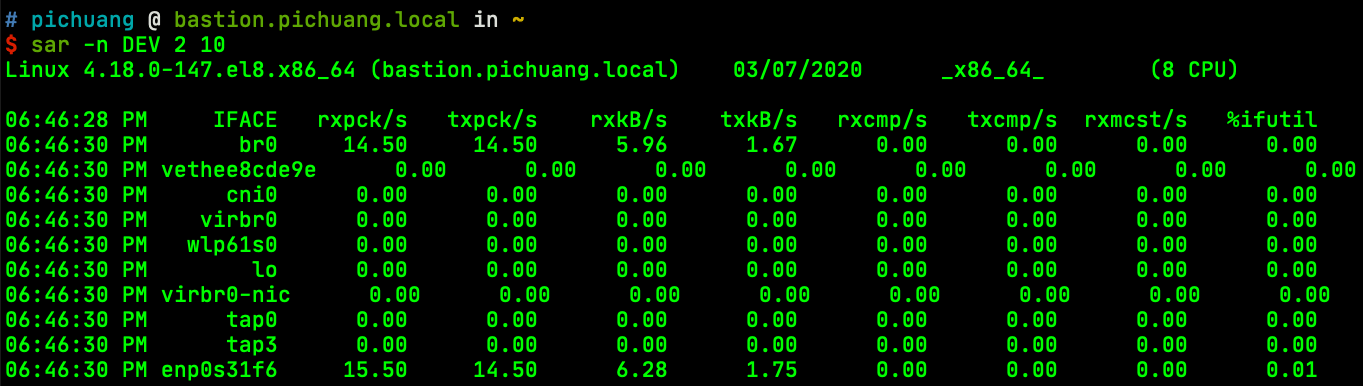 # pichuang @ bastion.pichuang.local in ~
$ sar -n DEV 2 10
Linux 4.18.0-147.el8.x86_64 (bastion.pichuang.local)    03/07/2020      _x86_64_        (8 CPU)

06:46:28 PM     IFACE   rxpck/s   txpck/s    rxkB/s    txkB/s   rxcmp/s   txcmp/s  rxmcst/s   %ifutil
06:46:30 PM       br0     14.50     14.50      5.96      1.67      0.00      0.00      0.00      0.00
06:46:30 PM vethee8cde9e      0.00      0.00      0.00      0.00      0.00      0.00      0.00      0.00
06:46:30 PM      cni0      0.00      0.00      0.00      0.00      0.00      0.00      0.00      0.00
06:46:30 PM    virbr0      0.00      0.00      0.00      0.00      0.00      0.00      0.00      0.00
06:46:30 PM   wlp61s0      0.00      0.00      0.00      0.00      0.00      0.00      0.00      0.00
06:46:30 PM        lo      0.00      0.00      0.00      0.00      0.00      0.00      0.00      0.00
06:46:30 PM virbr0-nic      0.00      0.00      0.00      0.00      0.00      0.00      0.00      0.00
06:46:30 PM      tap0      0.00      0.00      0.00      0.00      0.00      0.00      0.00      0.00
06:46:30 PM      tap3      0.00      0.00      0.00      0.00      0.00      0.00      0.00      0.00
06:46:30 PM enp0s31f6     15.50     14.50      6.28      1.75      0.00      0.00      0.00      0.01